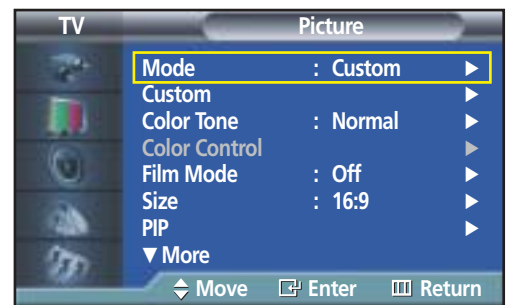 TV Picture
Mode : Custom ▶
Custom ▶
Color Tone : Normal ▶
Color Control ▶
Film Mode : Off ▶
Size : 16:9 ▶
PIP ▶
▼More
Move Enter Return